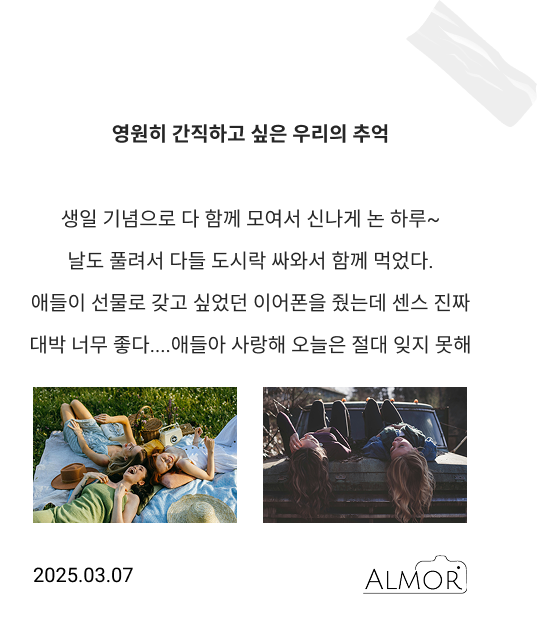 영원히 간직하고 싶은 우리의 추억
생일 기념으로 다 함께 모여서 신나게 논 하루~
날도 풀려서 다들 도시락 싸와서 함께 먹었다.
애들이 선물로 갖고 싶었던 이어폰을 줬는데 센스 진짜
대박 너무 좋다....애들아 사랑해 오늘은 절대 잊지 못해
2025.03.07
ALMOR